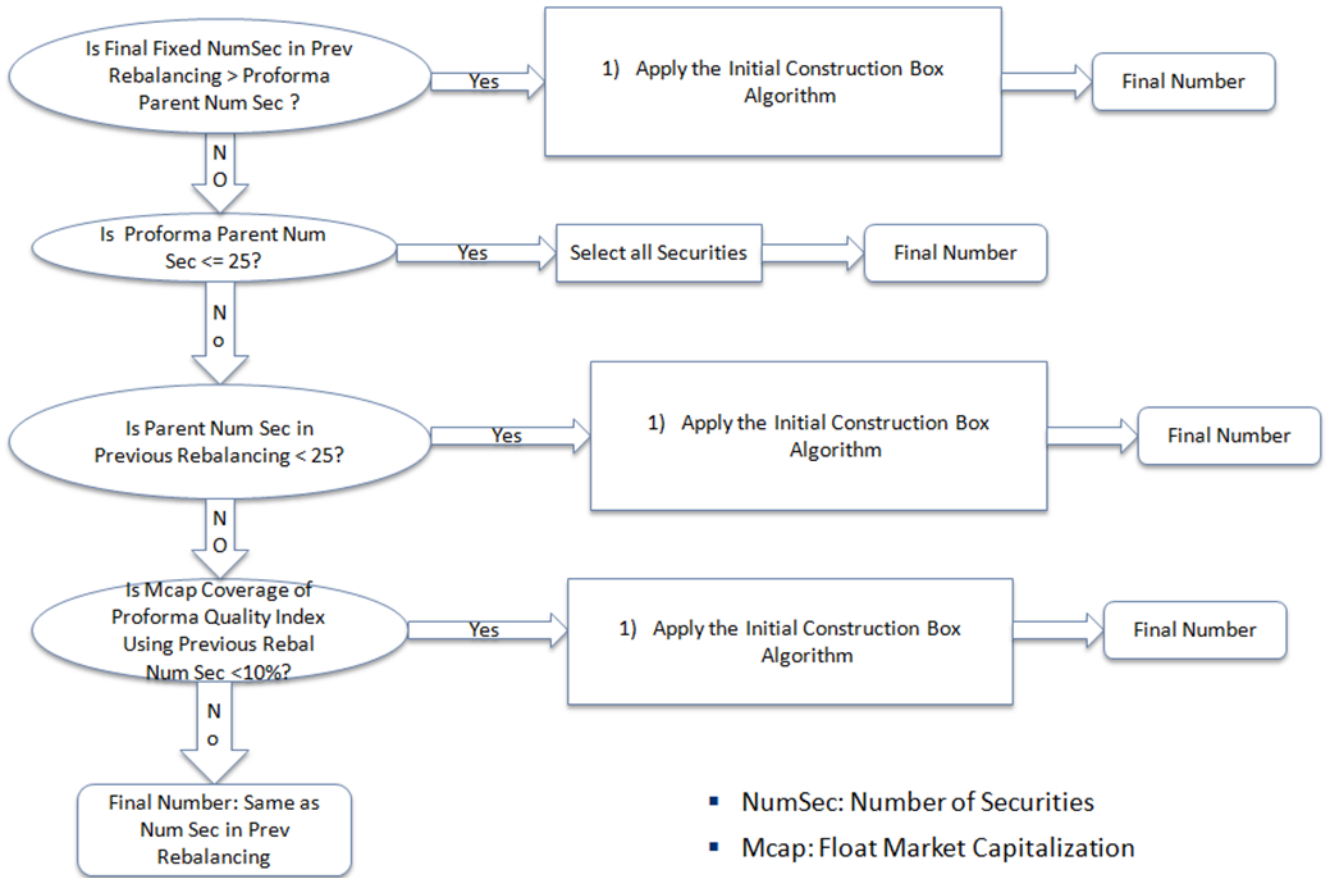 Is Final Fixed NumSec in Prev
Rebalancing > Proforma
Parent Num Sec ?
Yes
1) Apply the Initial Construction Box
Algorithm
Final Number
N
O
Is Proforma Parent Num
Sec <= 25?
Yes
Select all Securities
Final Number
N
o
Is Parent Num Sec in
Previous Rebalancing < 25?
Yes
1) Apply the Initial Construction Box
Algorithm
Final Number
N
O
Is Mcap Coverage of
Proforma Quality Index
Using Previous Rebal
Num Sec <10%?
Yes
1) Apply the Initial Construction Box
Algorithm
Final Number
N
o
Final Number: Same as
Num Sec in Prev
Rebalancing
▪ NumSec: Number of Securities
▪ Mcap: Float Market Capitalization